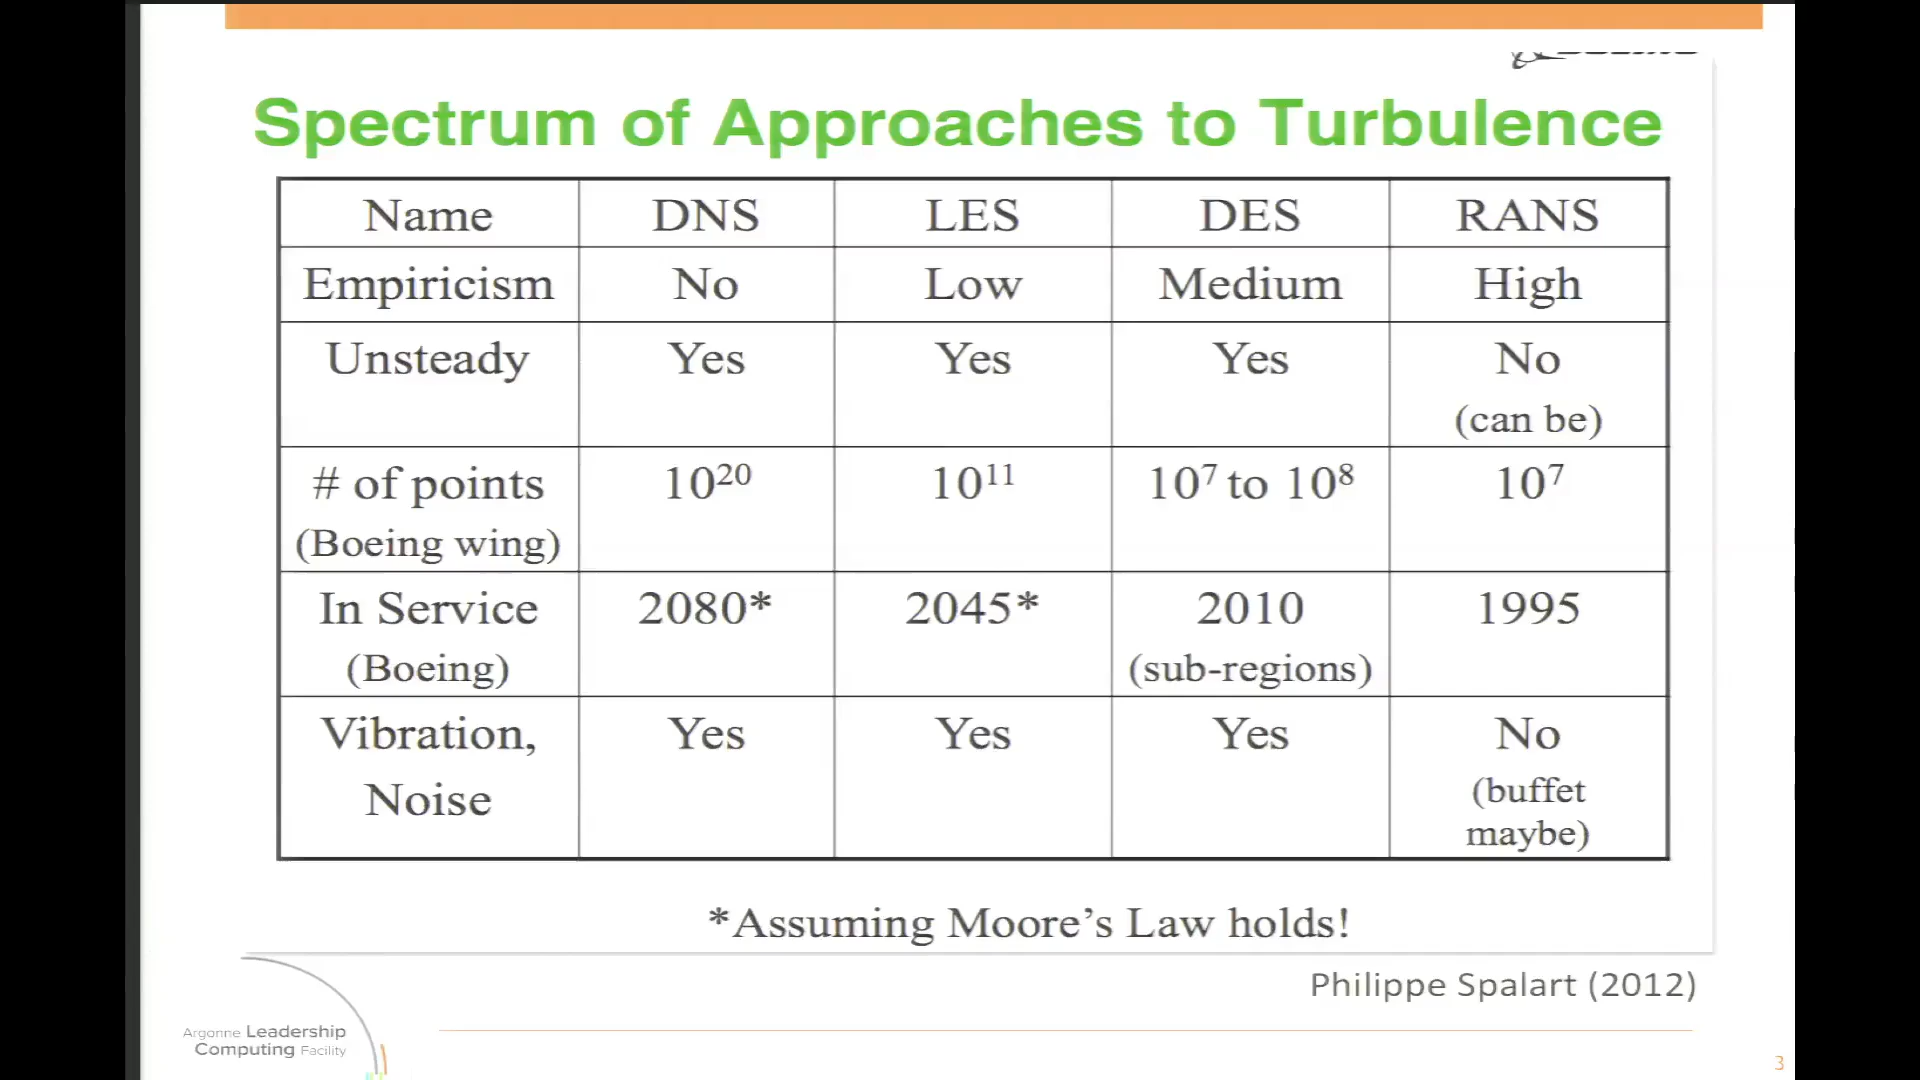 Spectrum of Approaches to Turbulence
Name DNS LES DES RANS
Empiricism No Low Medium High
Unsteady Yes Yes Yes No
(can be)
# of points 10²⁰ 10¹¹ 10⁷ to 10⁸ 10⁷
(Boeing wing)
In Service 2080* 2045* 2010 1995
(Boeing) (sub-regions)
Vibration, Yes Yes Yes No
Noise (buffet
maybe)
*Assuming Moore’s Law holds!
Philippe Spalart (2012)
Argonne Leadership
Computing Facility
3